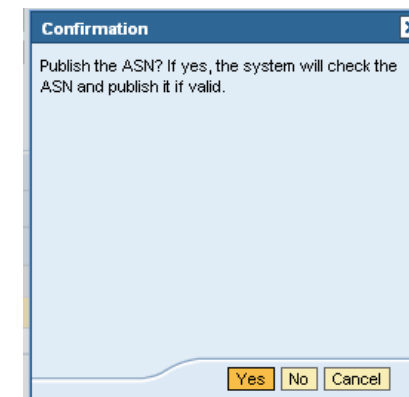 Confirmation
Publish the ASN? If yes, the system will check the
ASN and publish it if valid.
Yes No Cancel